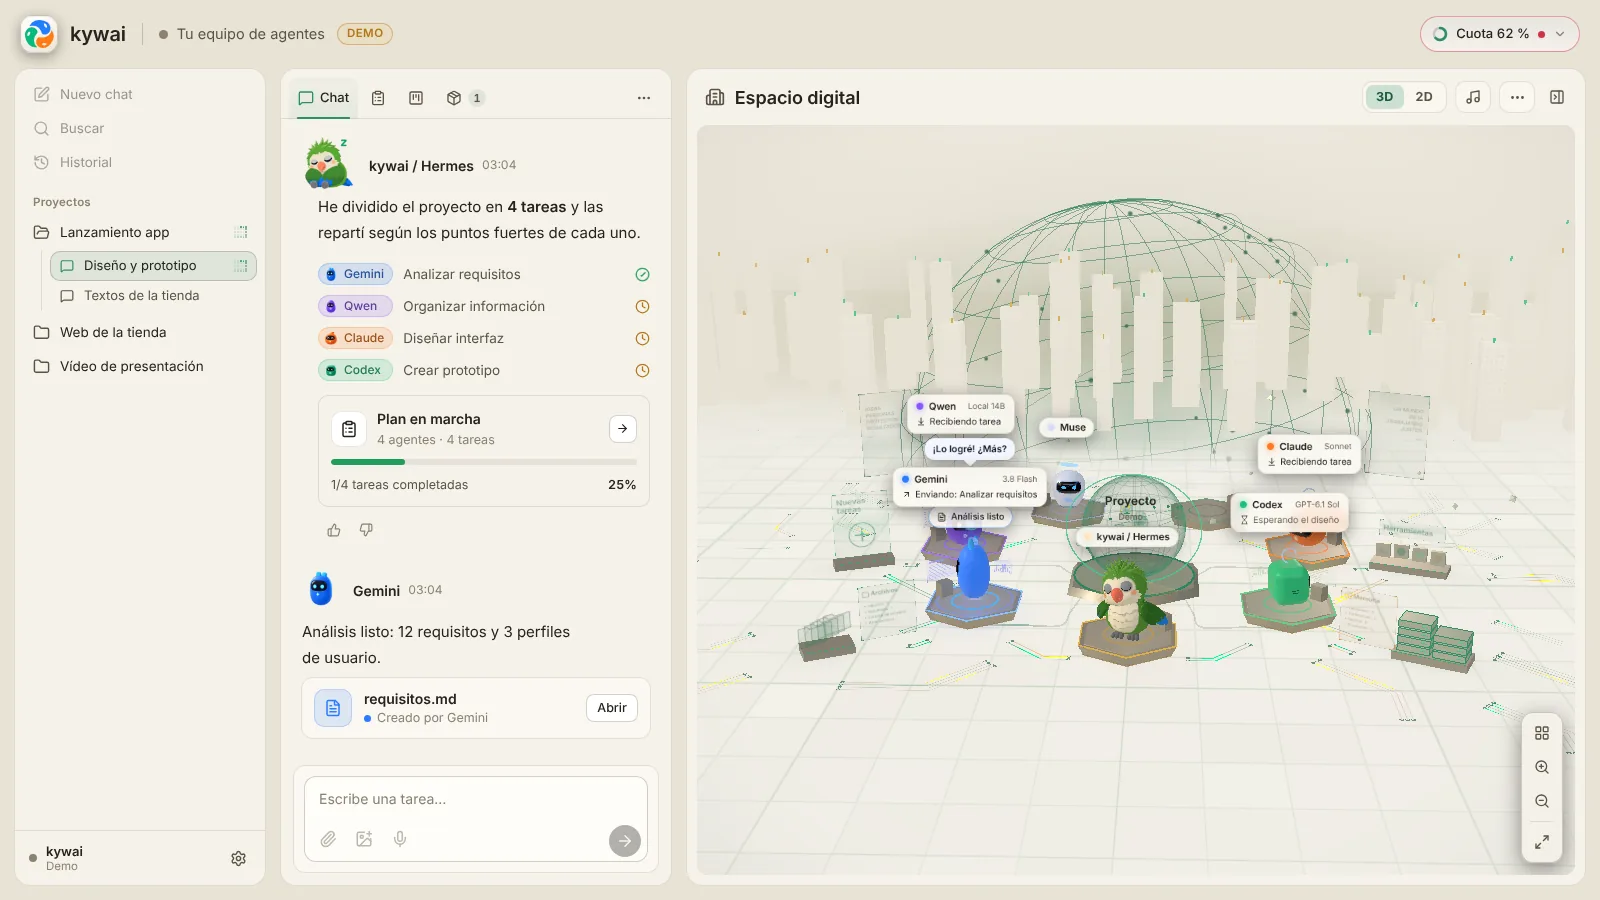 kywai
Tu equipo de agentes
DEMO
Cuota 62 %
Nuevo chat
Buscar
Historial
Proyectos
Lanzamiento app
Diseño y prototipo
Textos de la tienda
Web de la tienda
Vídeo de presentación
kywai
Demo
Chat
1
z
kywai / Hermes 03:04
He dividido el proyecto en 4 tareas y las
repartí según los puntos fuertes de cada uno.
Gemini Analizar requisitos
Qwen Organizar información
Claude Diseñar interfaz
Codex Crear prototipo
Plan en marcha
4 agentes · 4 tareas
1/4 tareas completadas 25%
Gemini 03:04
Análisis listo: 12 requisitos y 3 perfiles
de usuario.
requisitos.md
Creado por Gemini
Abrir
Escribe una tarea...
Espacio digital
3D 2D
Qwen Local 14B
Recibiendo tarea
Muse
¡Lo logré! ¿Más?
Claude Sonnet
Recibiendo tarea
Gemini 3.8 Flash
Enviando: Analizar requisitos
Análisis listo
Proyecto
Demo
kywai / Hermes
Codex GPT-6.1 Sol
Esperando el diseño
Nuevas
tareas
Herramientas
Archivos